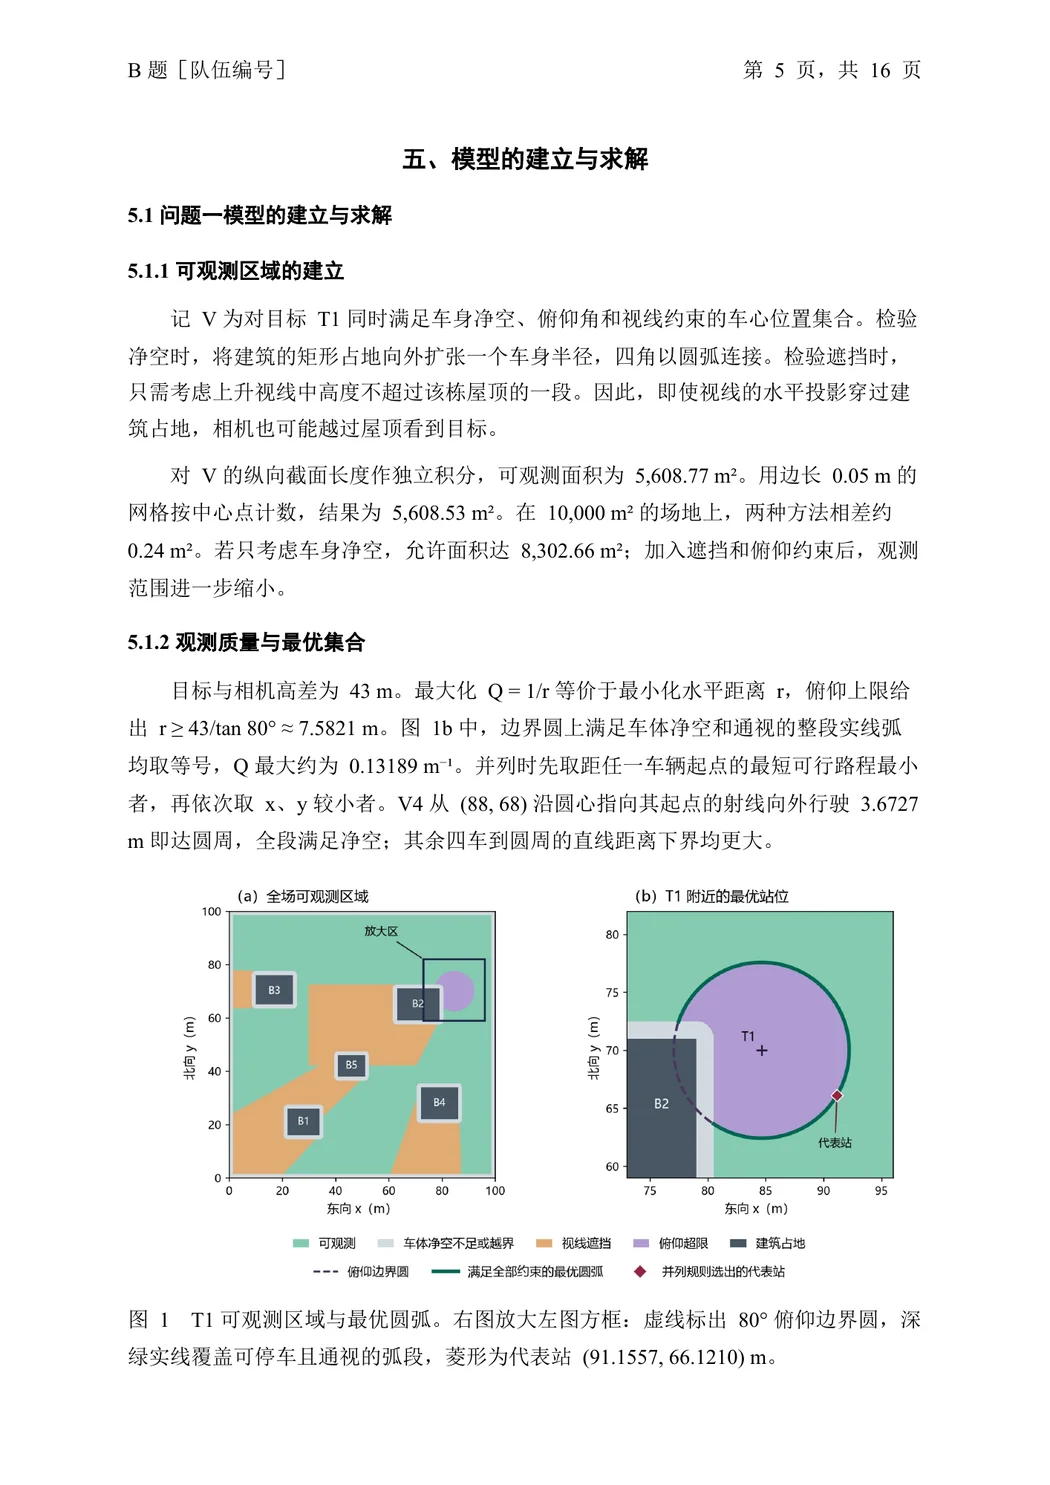 B 题［队伍编号］ 第 5 页，共 16 页
五、模型的建立与求解
5.1 问题一模型的建立与求解
5.1.1 可观测区域的建立
记 V 为对目标 T1 同时满足车身净空、俯仰角和视线约束的车心位置集合。检验
净空时，将建筑的矩形占地向外扩张一个车身半径，四角以圆弧连接。检验遮挡时，
只需考虑上升视线中高度不超过该栋屋顶的一段。因此，即使视线的水平投影穿过建
筑占地，相机也可能越过屋顶看到目标。
对 V 的纵向截面长度作独立积分，可观测面积为 5,608.77 m²。用边长 0.05 m 的
网格按中心点计数，结果为 5,608.53 m²。在 10,000 m² 的场地上，两种方法相差约
0.24 m²。若只考虑车身净空，允许面积达 8,302.66 m²；加入遮挡和俯仰约束后，观测
范围进一步缩小。
5.1.2 观测质量与最优集合
目标与相机高差为 43 m。最大化 Q = 1/r 等价于最小化水平距离 r，俯仰上限给
出 r ≥ 43/tan 80° ≈ 7.5821 m。图 1b 中，边界圆上满足车体净空和通视的整段实线弧
均取等号，Q 最大约为 0.13189 m⁻¹。并列时先取距任一车辆起点的最短可行路程最小
者，再依次取 x、y 较小者。V4 从 (88, 68) 沿圆心指向其起点的射线向外行驶 3.6727
m 即达圆周，全段满足净空；其余四车到圆周的直线距离下界均更大。
（a）全场可观测区域
100
80
60
40
20
0
北向 y（m）
放大区
B3
B2
B5
B4
B1
0 20 40 60 80 100
东向 x（m）
（b）T1 附近的最优站位
80
75
70
65
60
北向 y（m）
T1
B2
代表站
75 80 85 90 95
东向 x（m）
可观测 车体净空不足或越界 视线遮挡 俯仰超限 建筑占地
俯仰边界圆 满足全部约束的最优圆弧 并列规则选出的代表站
图 1 T1 可观测区域与最优圆弧。右图放大左图方框：虚线标出 80° 俯仰边界圆，深
绿实线覆盖可停车且通视的弧段，菱形为代表站 (91.1557, 66.1210) m。